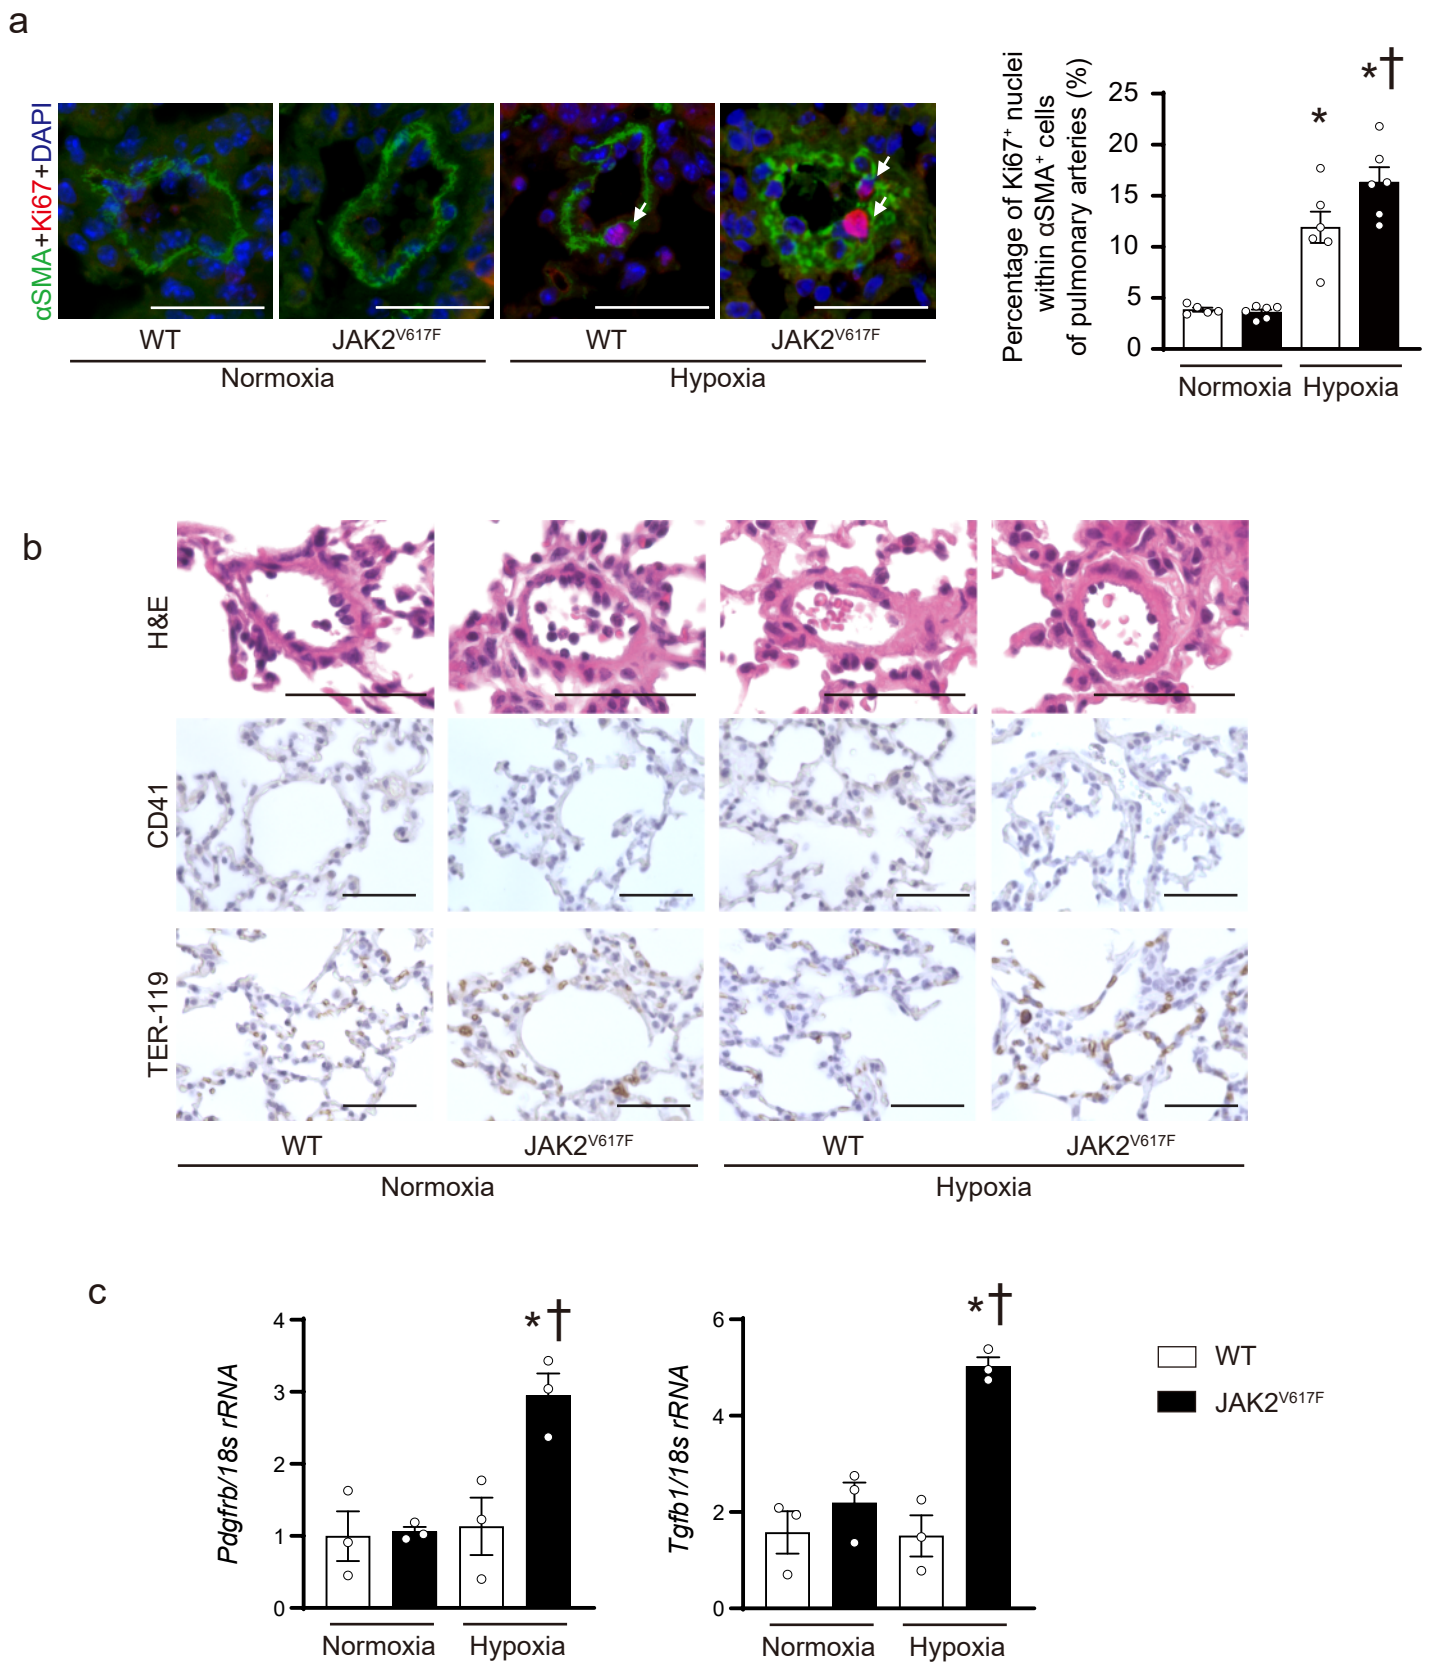 a
αSMA+Ki67+DAPI
WT
JAK2V617F
WT
JAK2V617F
Normoxia
Hypoxia
Percentage of Ki67+ nuclei
within αSMA+ cells
of pulmonary arteries (%)
25
20
15
10
5
0
*
*†
Normoxia
Hypoxia
b
H&E
CD41
TER-119
WT
JAK2V617F
WT
JAK2V617F
Normoxia
Hypoxia
c
Pdgfrb/18s rRNA
4
3
2
1
0
*†
Normoxia
Hypoxia
Tgfb1/18s rRNA
6
4
2
0
*†
Normoxia
Hypoxia
WT
JAK2V617F